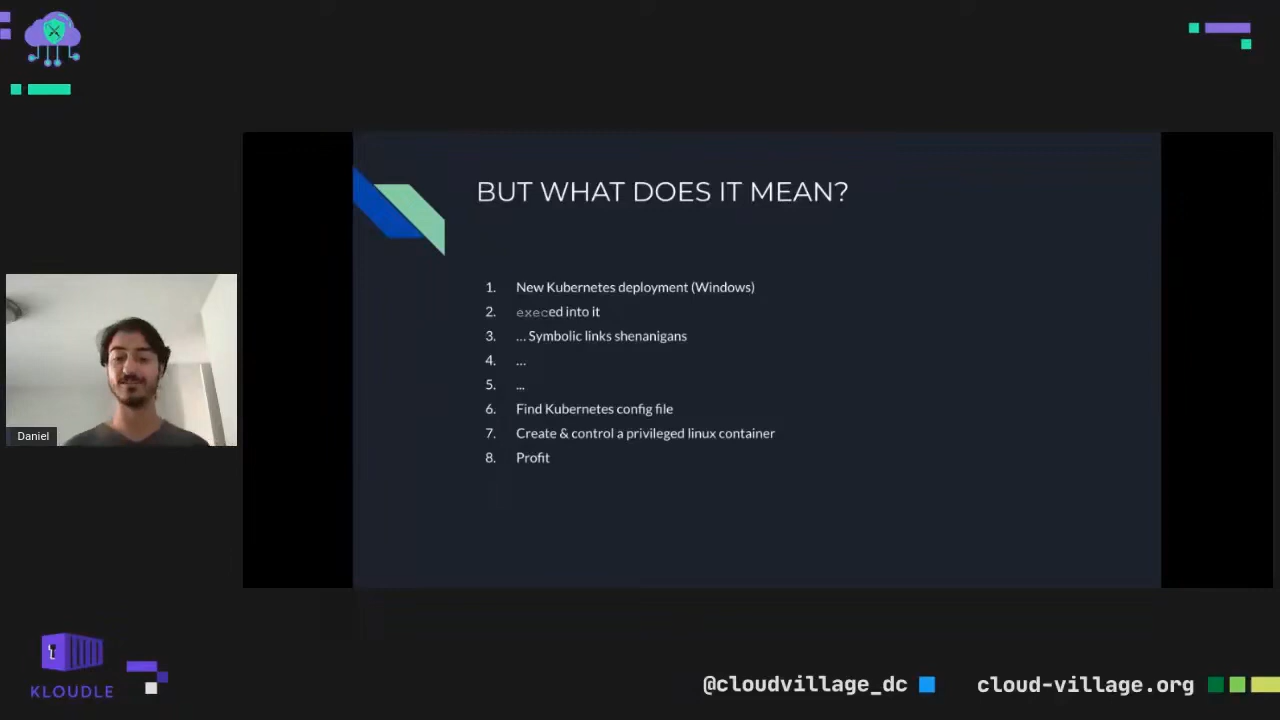 BUT WHAT DOES IT MEAN?
1. New Kubernetes deployment (Windows)
2. execed into it
3. ... Symbolic links shenanigans
4. ...
5. ...
6. Find Kubernetes config file
7. Create & control a privileged linux container
8. Profit
Daniel
KLOUDLE
@cloudvillage_dc
cloud-village.org